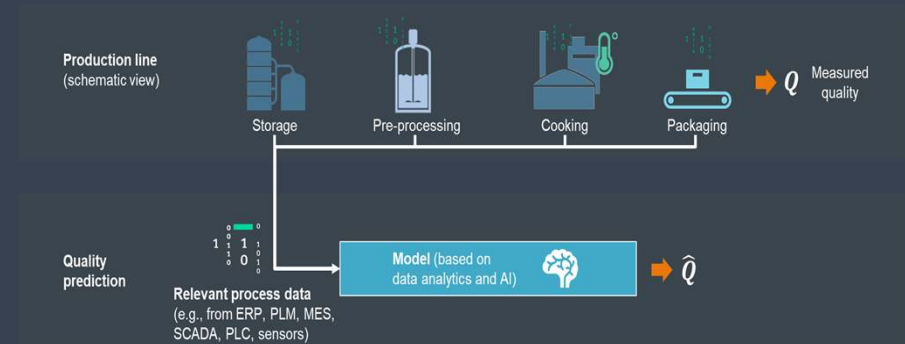 Production line
(schematic view)
Storage
Pre-processing
Cooking
Packaging
Q
Measured
quality
Quality
prediction
Relevant process data
(e.g., from ERP, PLM, MES,
SCADA, PLC, sensors)
Model (based on
data analytics and AI)
Q̂